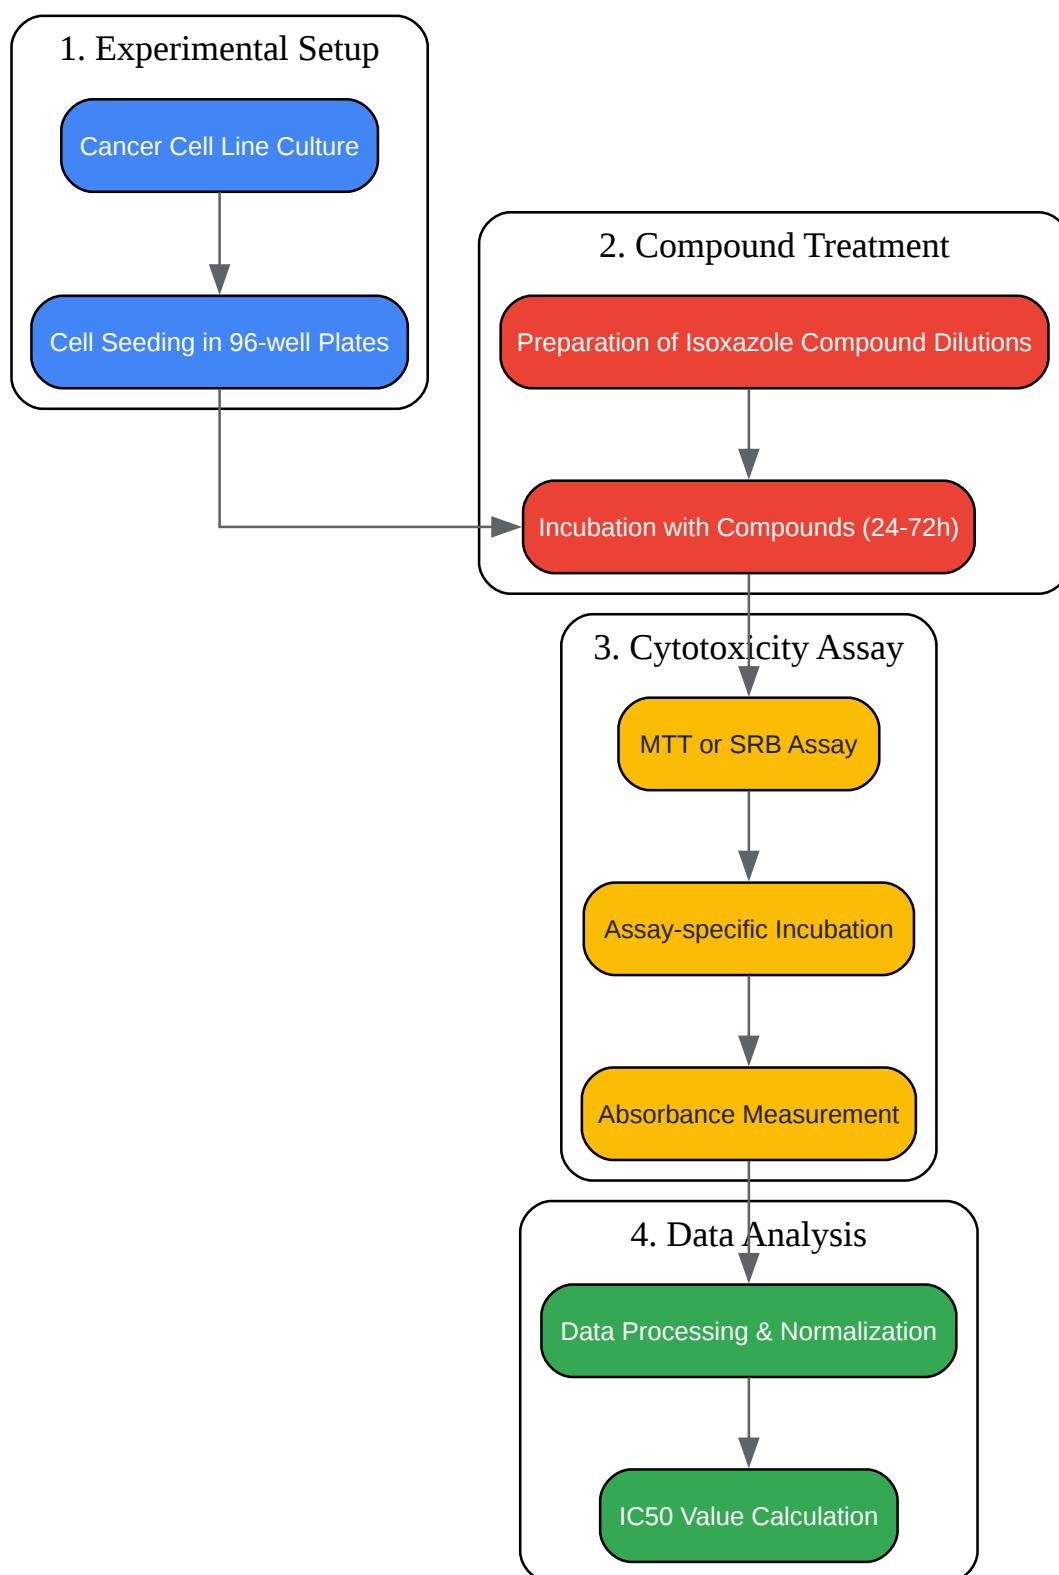 1. Experimental Setup
Cancer Cell Line Culture
Cell Seeding in 96-well Plates
2. Compound Treatment
Preparation of Isoxazole Compound Dilutions
Incubation with Compounds (24-72h)
3. Cytotoxicity Assay
MTT or SRB Assay
Assay-specific Incubation
Absorbance Measurement
4. Data Analysis
Data Processing & Normalization
IC50 Value Calculation